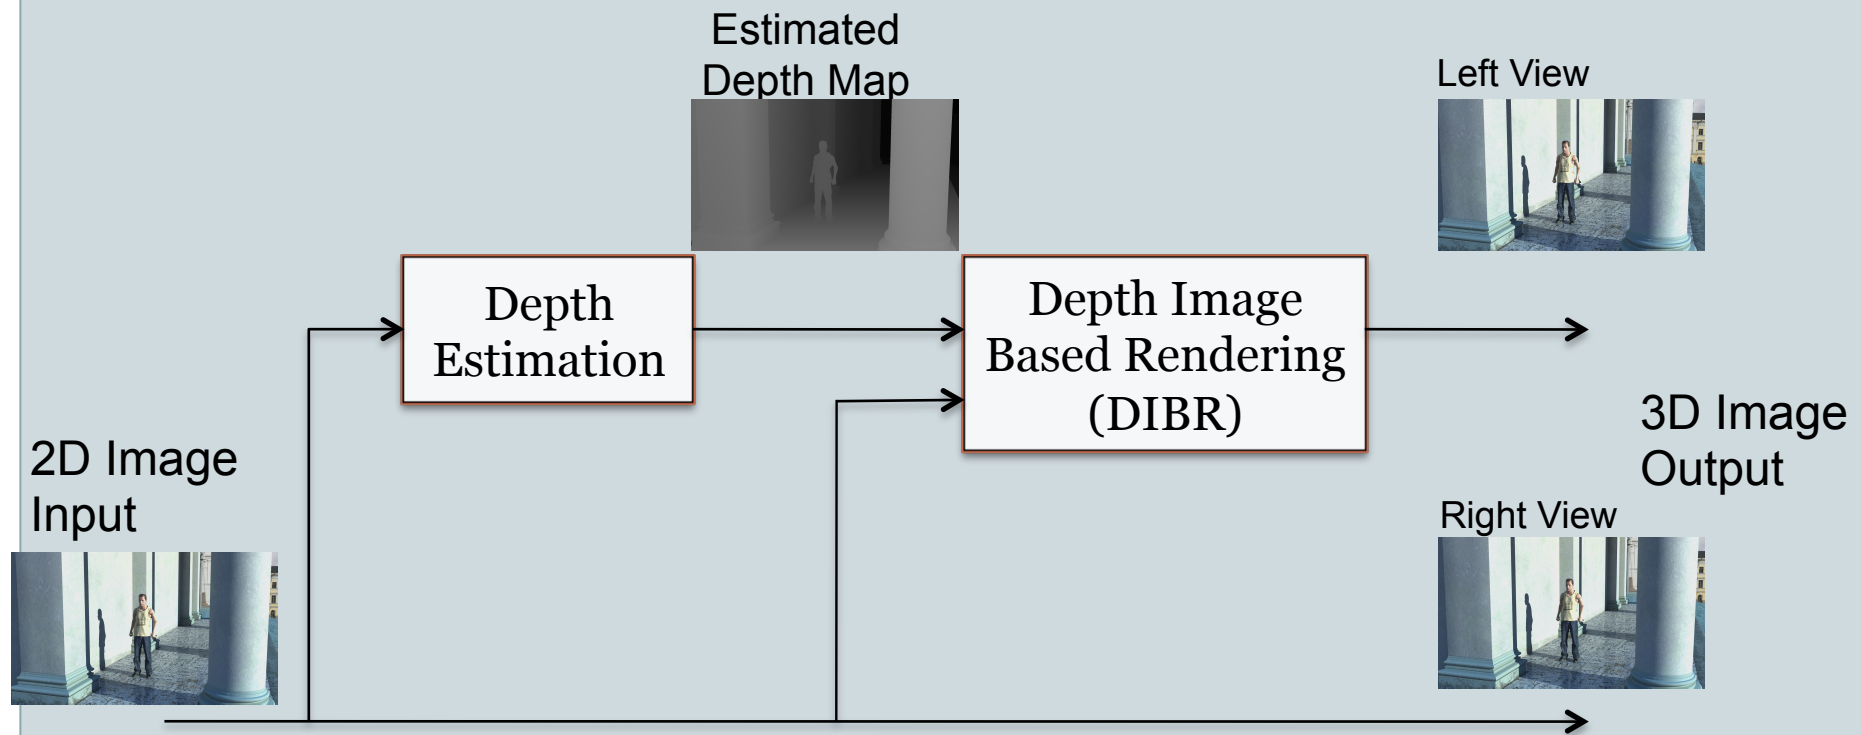 Estimated
Depth Map
Left View
Depth
Estimation
Depth Image
Based Rendering
(DIBR)
3D Image
Output
2D Image
Input
Right View